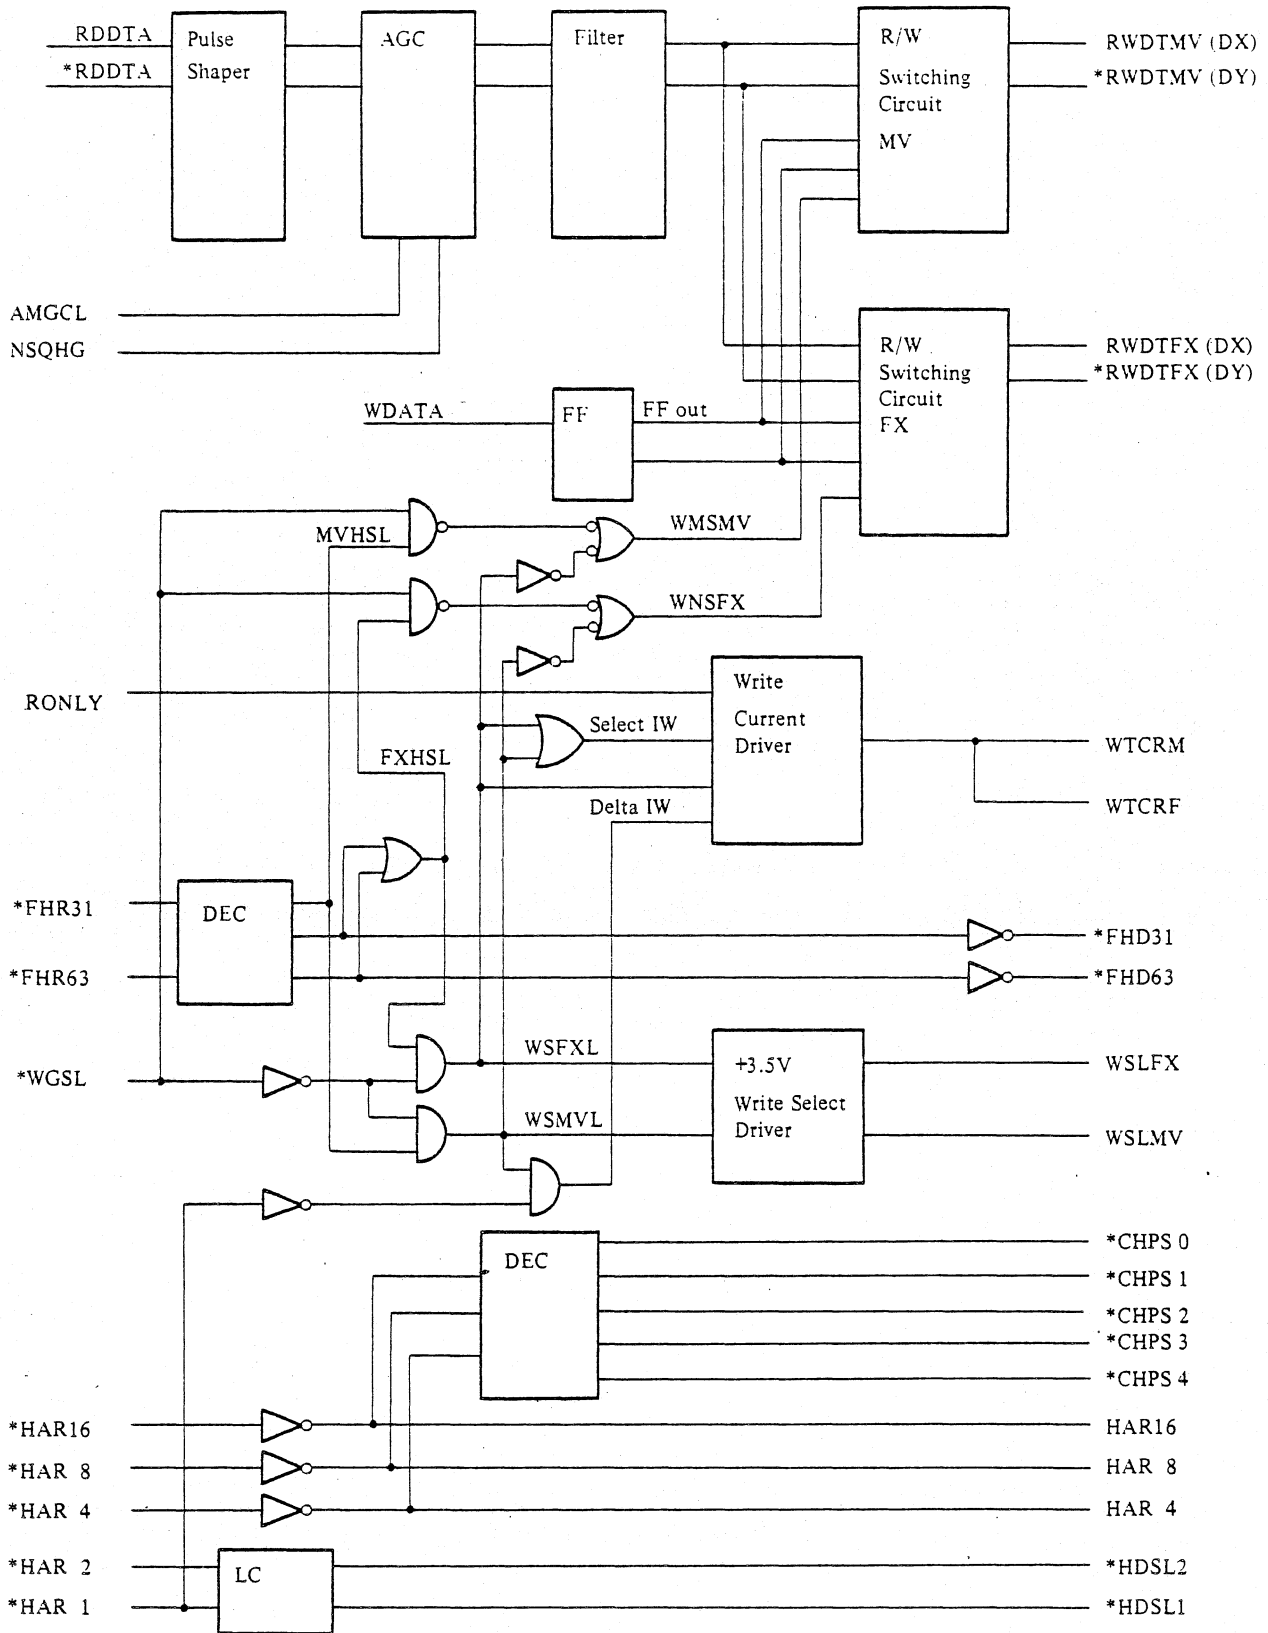 RDDTA
*RDDTA
Pulse
Shaper
AGC
Filter
R/W
Switching
Circuit
MV
RWDTMV (DX)
*RWDTMV (DY)
AMGCL
NSQHG
R/W
Switching
Circuit
FX
RWDTFX (DX)
*RWDTFX (DY)
WDATA
FF
FF out
MVHSL
WMSMV
WNSFX
RONLY
Write
Current
Driver
Select IW
FXHSL
Delta IW
WTCRM
WTCRF
*FHR31
DEC
*FHR63
*FHD31
*FHD63
*WGSL
WSFXL
WSMVL
+3.5V
Write Select
Driver
WSLFX
WSLMV
DEC
*CHPS 0
*CHPS 1
*CHPS 2
*CHPS 3
*CHPS 4
*HAR16
HAR16
*HAR 8
HAR 8
*HAR 4
HAR 4
*HAR 2
LC
*HDSL2
*HAR 1
*HDSL1